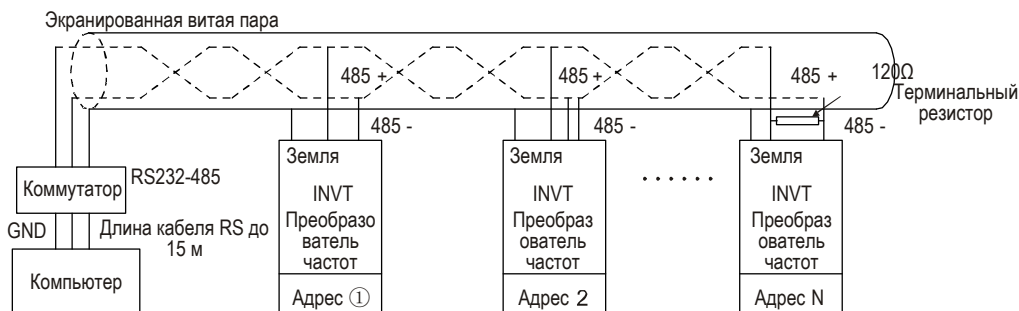 Экранированная витая пара
485 +
485 +
485 +
120Ω
Терминальный
резистор
485 -
485 -
485 -
Земля
Земля
Земля
Коммутатор
RS232-485
INVT
INVT
......
INVT
GND
Длина кабеля RS до
15 м
Преобразо
ватель
частот
Преобраз
ователь
частот
Преобраз
ователь
частот
Компьютер
Адрес ①
Адрес 2
Адрес N